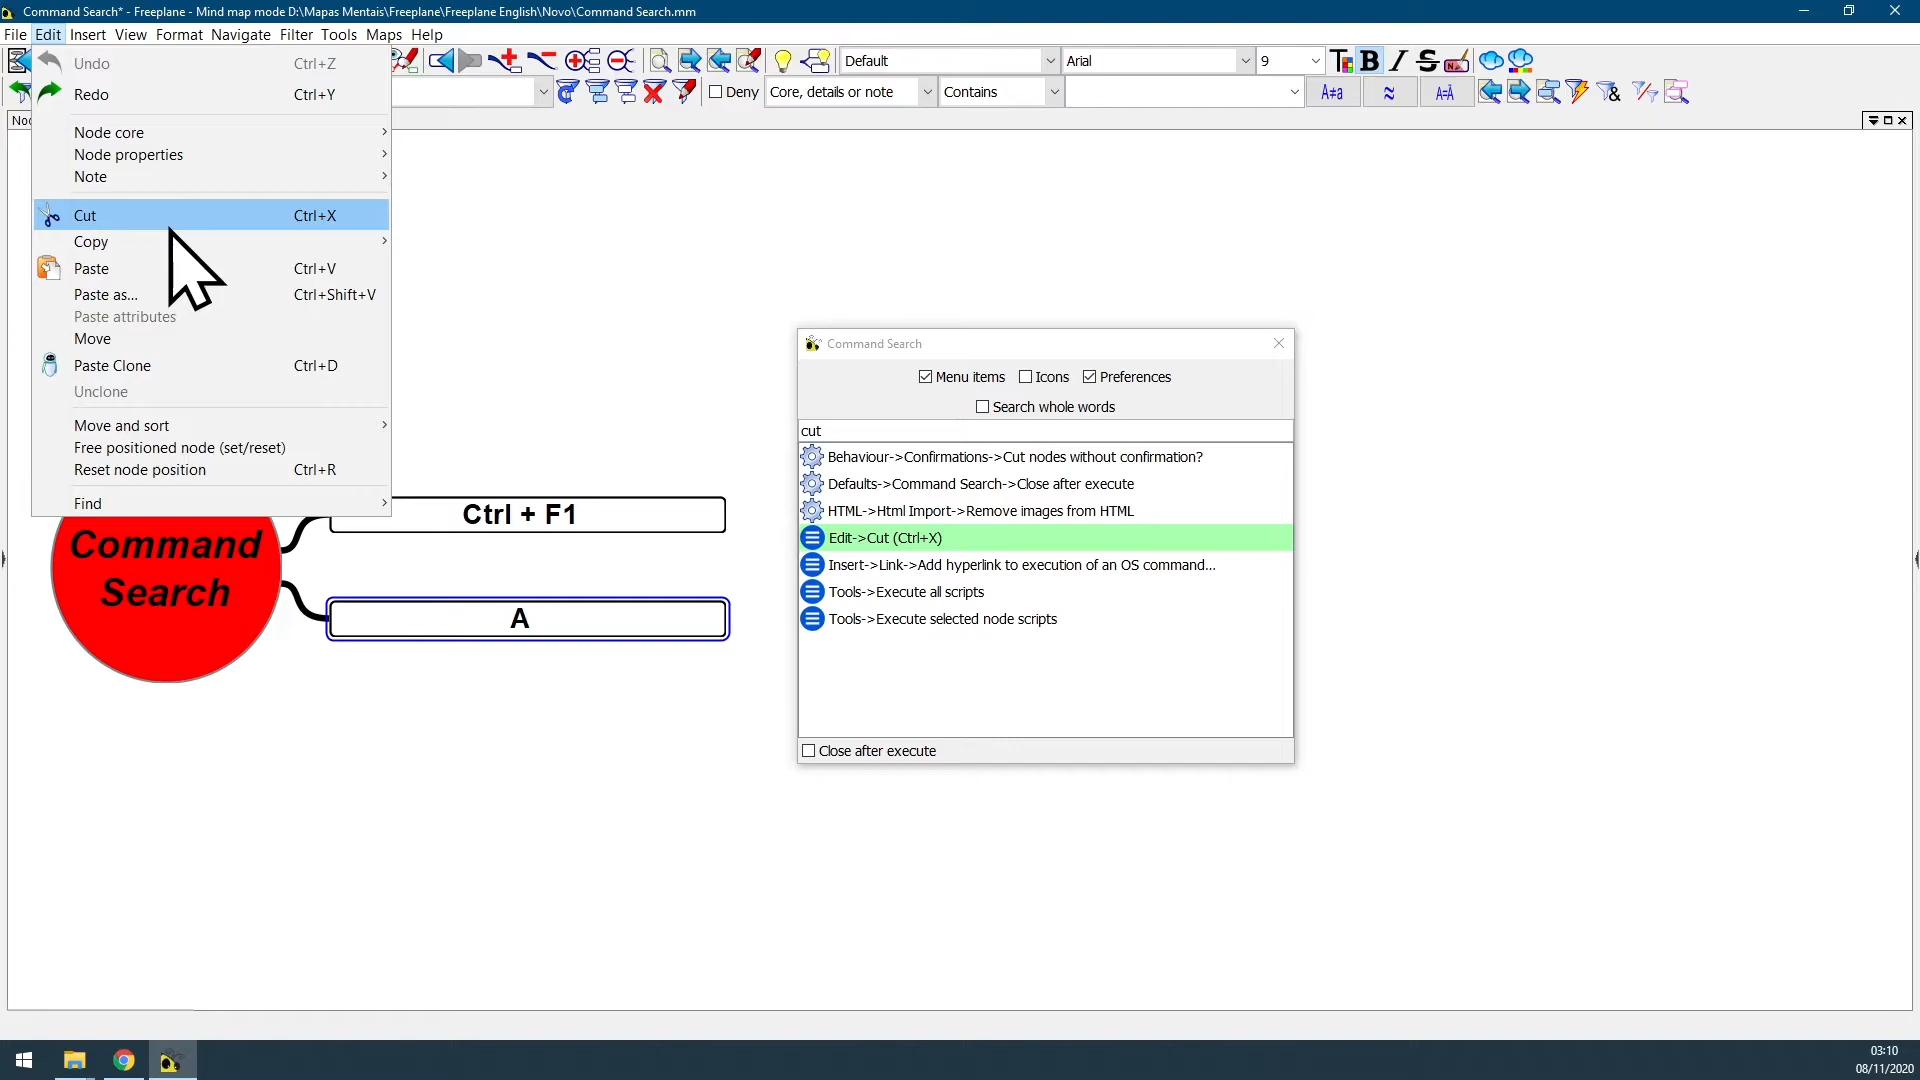 Command Search* - Freeplane - Mind map mode D:\Mapas Mentais\Freeplane\Freeplane English\Novo\Command Search.mm
File Edit Insert View Format Navigate Filter Tools Maps Help
Default Arial 9
Deny Core, details or note Contains A≠a ≈ A=Ä
Undo Ctrl+Z
Redo Ctrl+Y
Node core
Node properties
Note
Cut Ctrl+X
Copy
Paste Ctrl+V
Paste as... Ctrl+Shift+V
Paste attributes
Move
Paste Clone Ctrl+D
Unclone
Move and sort
Free positioned node (set/reset)
Reset node position Ctrl+R
Find
Command
Search
Ctrl + F1
A
Command Search
Menu items Icons Preferences
Search whole words
cut
Behaviour->Confirmations->Cut nodes without confirmation?
Defaults->Command Search->Close after execute
HTML->Html Import->Remove images from HTML
Edit->Cut (Ctrl+X)
Insert->Link->Add hyperlink to execution of an OS command...
Tools->Execute all scripts
Tools->Execute selected node scripts
Close after execute
03:10
08/11/2020